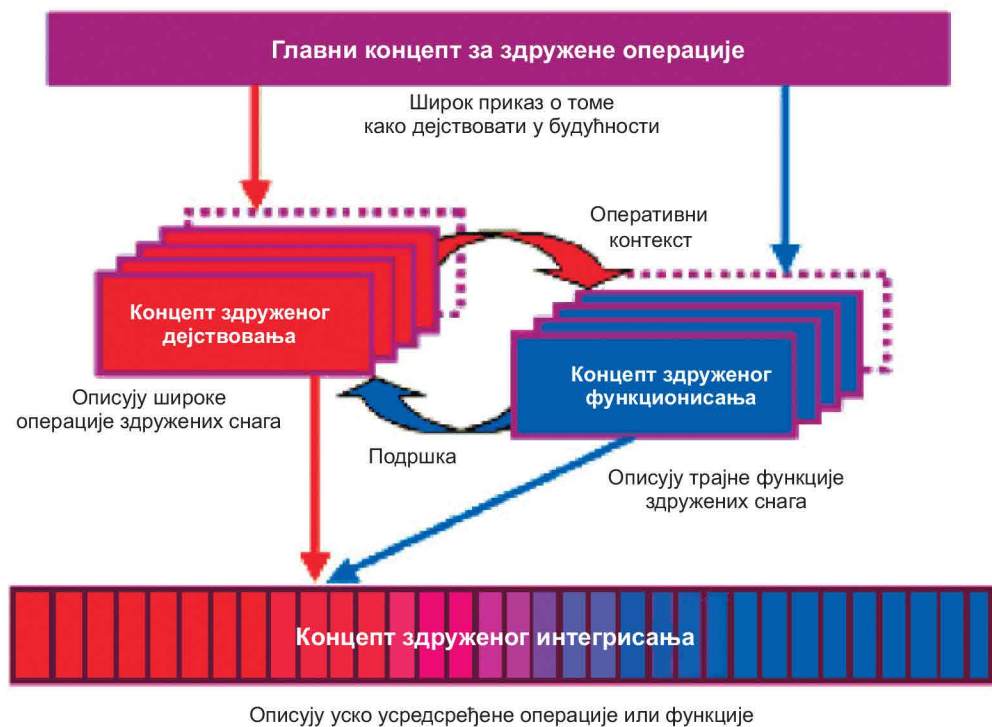 Главни концепт за здружене операције
Широк приказ о томе
како дејствовати у будућности
Оперативни
контекст
Концепт здруженог
дејствовања
Концепт здруженог
функционисања
Описују широке
операције здружених снага
Подршка
Описују трајне функције
здружених снага
Концепт здруженог интегрисања
Описују уско усредсређене операције или функције